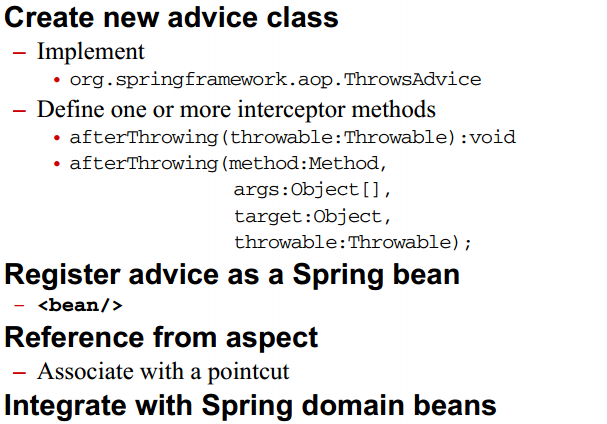 Create new advice class
– Implement
• org.springframework.aop.ThrowsAdvice
– Define one or more interceptor methods
• afterThrowing(throwable:Throwable):void
• afterThrowing(method:Method,
args:Object[],
target:Object,
throwable:Throwable);
Register advice as a Spring bean
– <bean/>
Reference from aspect
– Associate with a pointcut
Integrate with Spring domain beans